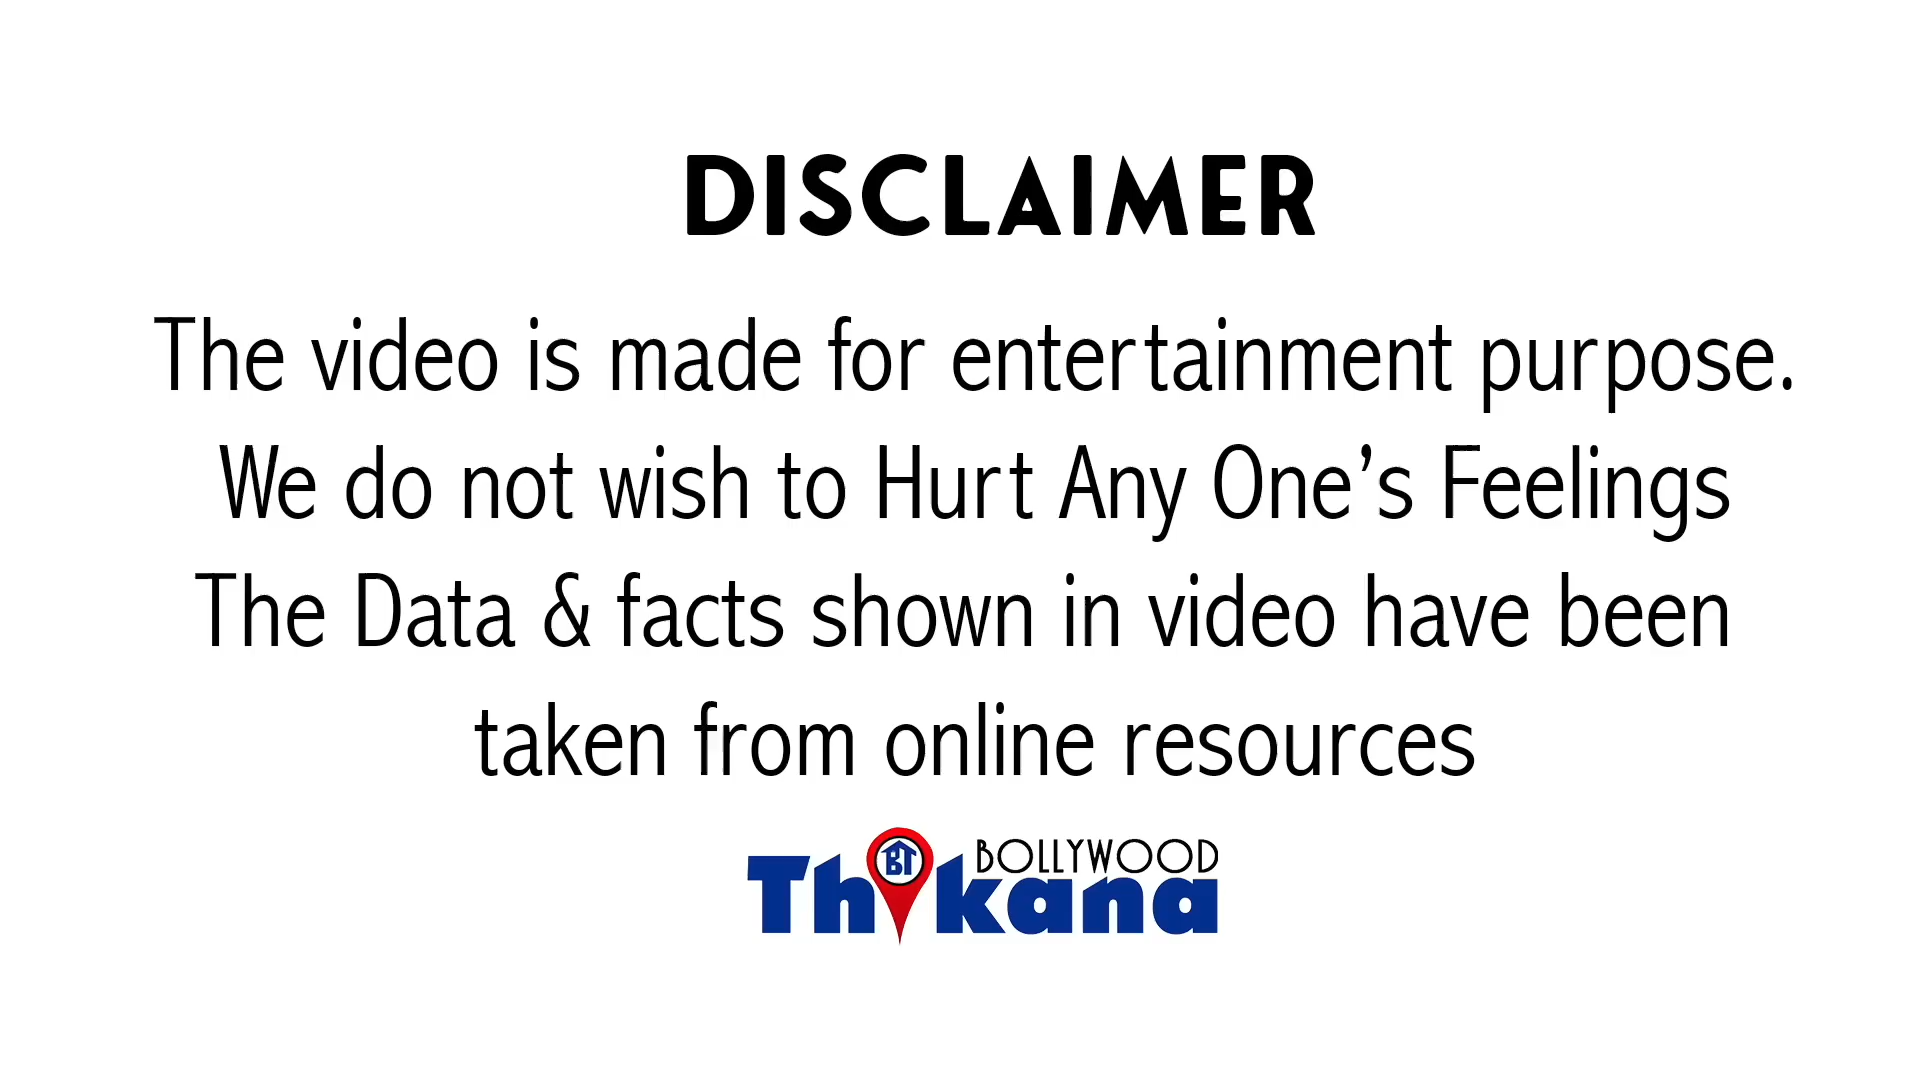 DISCLAIMER
The video is made for entertainment purpose.
We do not wish to Hurt Any One’s Feelings
The Data & facts shown in video have been
taken from online resources
BT
BOLLYWOOD
Thikana